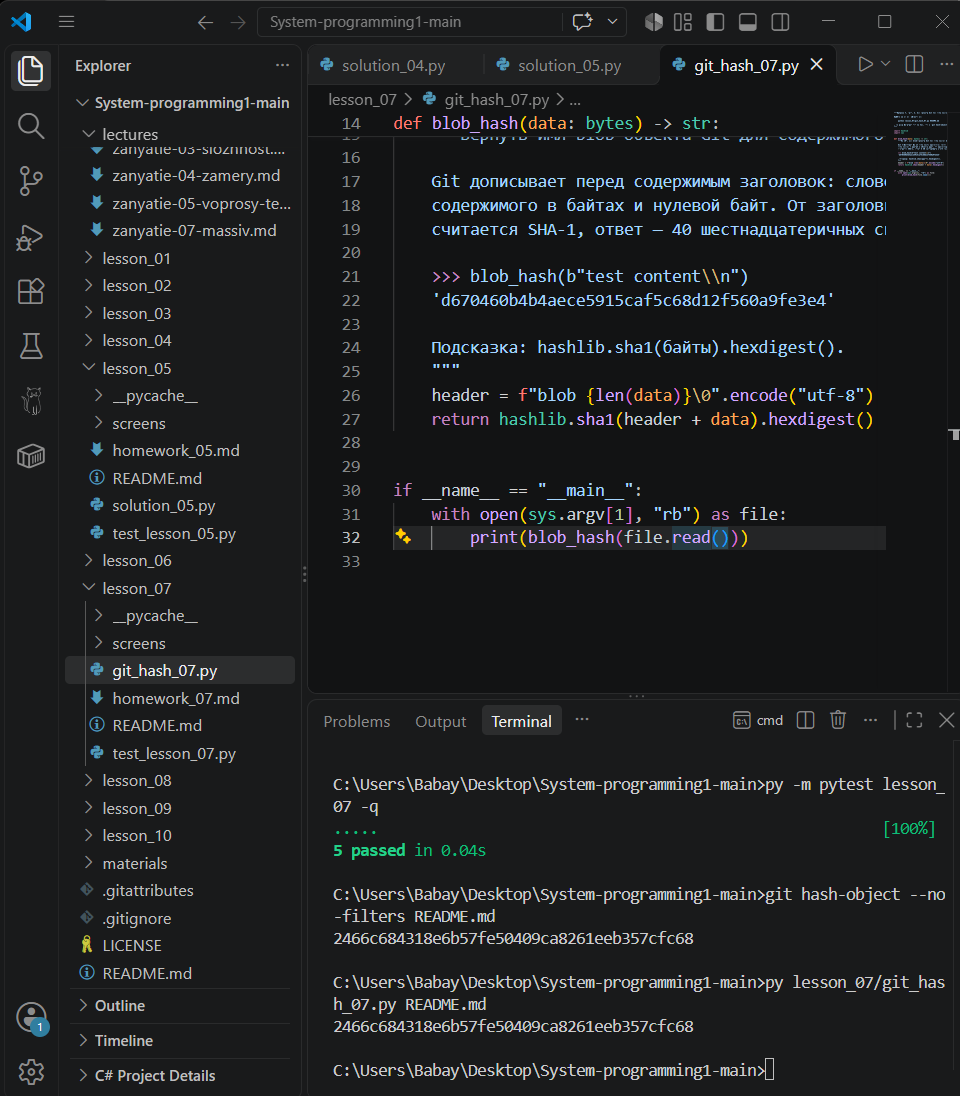 System-programming1-main
Explorer
System-programming1-main
lectures
zanyatie-03-sloznost.md
zanyatie-04-zamery.md
zanyatie-05-voprosy-te...
zanyatie-07-massiv.md
lesson_01
lesson_02
lesson_03
lesson_04
lesson_05
__pycache__
screens
homework_05.md
README.md
solution_05.py
test_lesson_05.py
lesson_06
lesson_07
__pycache__
screens
git_hash_07.py
homework_07.md
README.md
test_lesson_07.py
lesson_08
lesson_09
lesson_10
materials
.gitattributes
.gitignore
LICENSE
README.md
Outline
Timeline
C# Project Details
1
solution_04.py
solution_05.py
git_hash_07.py
lesson_07 > git_hash_07.py > ...
14 def blob_hash(data: bytes) -> str:
16
17 Git дописывает перед содержимым заголовок:
18 содержимого в байтах и нулевой байт. От
19 считается SHA-1, ответ — 40 шестнадцатеричных
20
21 >>> blob_hash(b"test content\\n")
22 'd670460b4b4aece5915caf5c68d12f560a9fe3e4'
23
24 Подсказка: hashlib.sha1(байты).hexdigest().
25 """
26 header = f"blob {len(data)}\0".encode("utf-8")
27 return hashlib.sha1(header + data).hexdigest()
28
29
30 if __name__ == "__main__":
31 with open(sys.argv[1], "rb") as file:
32 print(blob_hash(file.read()))
33
Problems Output Terminal ... cmd
C:\Users\Babay\Desktop\System-programming1-main>py -m pytest lesson_
07 -q
..... [100%]
5 passed in 0.04s
C:\Users\Babay\Desktop\System-programming1-main>git hash-object --no
-filters README.md
2466c684318e6b57fe50409ca8261eeb357cfc68
C:\Users\Babay\Desktop\System-programming1-main>py lesson_07/git_has
h_07.py README.md
2466c684318e6b57fe50409ca8261eeb357cfc68
C:\Users\Babay\Desktop\System-programming1-main>